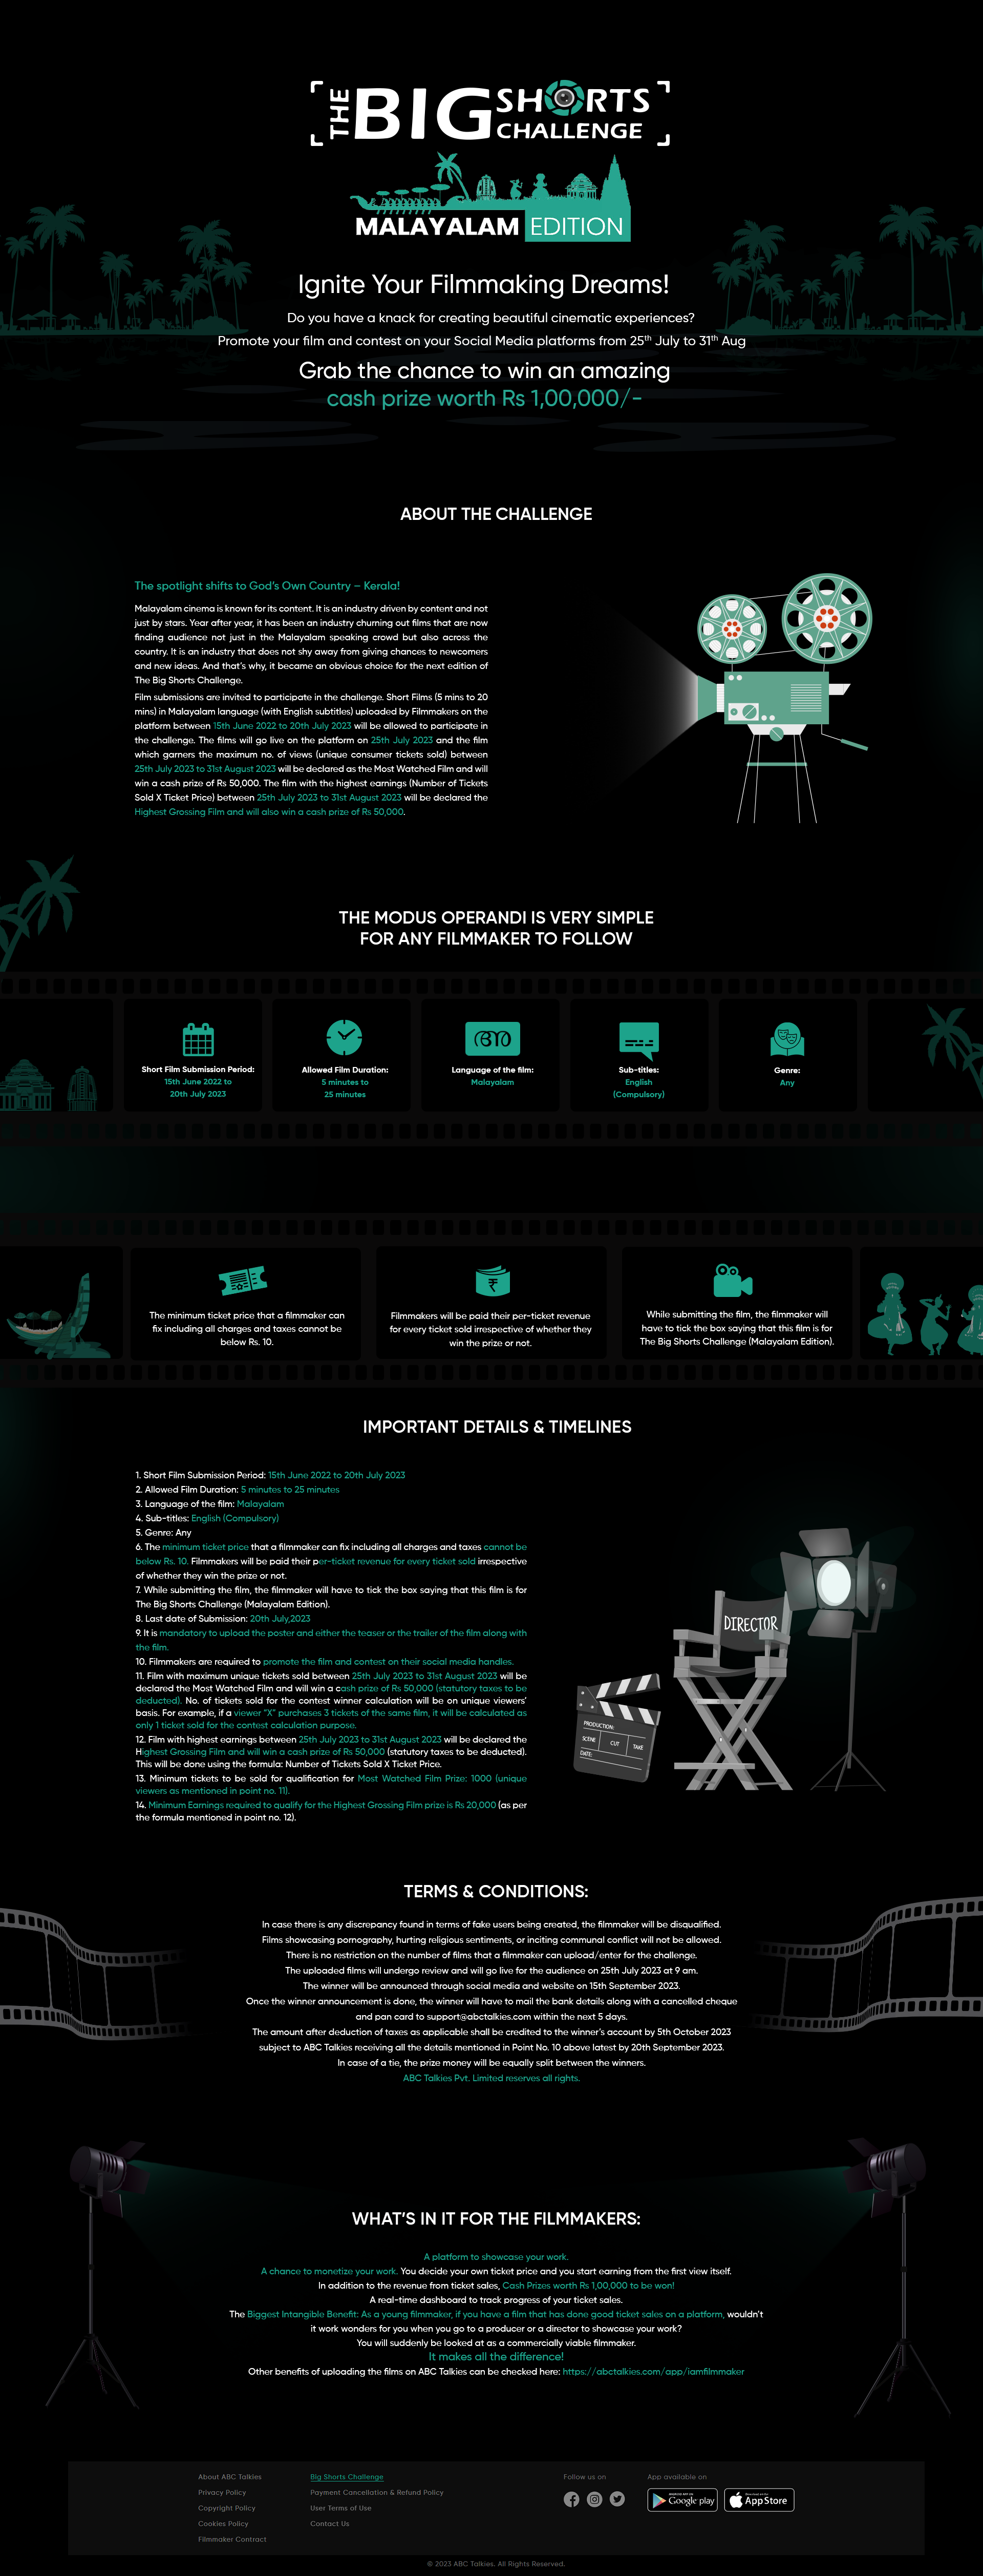 THE BIG SHORTS
CHALLENGE
MALAYALAM EDITION
Ignite Your Filmmaking Dreams!
Do you have a knack for creating beautiful cinematic experiences?
Promote your film and contest on your Social Media platforms from 25th July to 31th Aug
Grab the chance to win an amazing
cash prize worth Rs 1,00,000/-
ABOUT THE CHALLENGE
The spotlight shifts to God's Own Country – Kerala!
Malayalam cinema is known for its content. It is an industry driven by content and not
just by stars. Year after year, it has been an industry churning out films that are now
finding audience not just in the Malayalam speaking crowd but also across the
country. It is an industry that does not shy away from giving chances to newcomers
and new ideas. And that's why, it became an obvious choice for the next edition of
The Big Shorts Challenge.
Film submissions are invited to participate in the challenge. Short Films (5 mins to 20
mins) in Malayalam language (with English subtitles) uploaded by Filmmakers on the
platform between 15th June 2022 to 20th July 2023 will be allowed to participate in
the challenge. The films will go live on the platform on 25th July 2023 and the film
which garners the maximum no. of views (unique consumer tickets sold) between
25th July 2023 to 31st August 2023 will be declared as the Most Watched Film and will
win a cash prize of Rs 50,000. The film with the highest earnings (Number of Tickets
Sold X Ticket Price) between 25th July 2023 to 31st August 2023 will be declared the
Highest Grossing Film and will also win a cash prize of Rs 50,000.
THE MODUS OPERANDI IS VERY SIMPLE
FOR ANY FILMMAKER TO FOLLOW
Short Film Submission Period:
15th June 2022 to
20th July 2023
Allowed Film Duration:
5 minutes to
25 minutes
അ
Language of the film:
Malayalam
Sub-titles:
English
(Compulsory)
Genre:
Any
The minimum ticket price that a filmmaker can
fix including all charges and taxes cannot be
below Rs. 10.
₹
Filmmakers will be paid their per-ticket revenue
for every ticket sold irrespective of whether they
win the prize or not.
While submitting the film, the filmmaker will
have to tick the box saying that this film is for
The Big Shorts Challenge (Malayalam Edition).
IMPORTANT DETAILS & TIMELINES
1. Short Film Submission Period: 15th June 2022 to 20th July 2023
2. Allowed Film Duration: 5 minutes to 25 minutes
3. Language of the film: Malayalam
4. Sub-titles: English (Compulsory)
5. Genre: Any
6. The minimum ticket price that a filmmaker can fix including all charges and taxes cannot be
below Rs. 10. Filmmakers will be paid their per-ticket revenue for every ticket sold irrespective
of whether they win the prize or not.
7. While submitting the film, the filmmaker will have to tick the box saying that this film is for
The Big Shorts Challenge (Malayalam Edition).
8. Last date of Submission: 20th July,2023
9. It is mandatory to upload the poster and either the teaser or the trailer of the film along with
the film.
10. Filmmakers are required to promote the film and contest on their social media handles.
11. Film with maximum unique tickets sold between 25th July 2023 to 31st August 2023 will be
declared the Most Watched Film and will win a cash prize of Rs 50,000 (statutory taxes to be
deducted). No. of tickets sold for the contest winner calculation will be on unique viewers'
basis. For example, if a viewer "X" purchases 3 tickets of the same film, it will be calculated as
only 1 ticket sold for the contest calculation purpose.
12. Film with highest earnings between 25th July 2023 to 31st August 2023 will be declared the
Highest Grossing Film and will win a cash prize of Rs 50,000 (statutory taxes to be deducted).
This will be done using the formula: Number of Tickets Sold X Ticket Price.
13. Minimum tickets to be sold for qualification for Most Watched Film Prize: 1000 (unique
viewers as mentioned in point no. 11).
14. Minimum Earnings required to qualify for the Highest Grossing Film prize is Rs 20,000 (as per
the formula mentioned in point no. 12).
DIRECTOR
PRODUCTION:
SCENE CUT TAKE
DATE:
TERMS & CONDITIONS:
In case there is any discrepancy found in terms of fake users being created, the filmmaker will be disqualified.
Films showcasing pornography, hurting religious sentiments, or inciting communal conflict will not be allowed.
There is no restriction on the number of films that a filmmaker can upload/enter for the challenge.
The uploaded films will undergo review and will go live for the audience on 25th July 2023 at 9 am.
The winner will be announced through social media and website on 15th September 2023.
Once the winner announcement is done, the winner will have to mail the bank details along with a cancelled cheque
and pan card to support@abctalkies.com within the next 5 days.
The amount after deduction of taxes as applicable shall be credited to the winner's account by 5th October 2023
subject to ABC Talkies receiving all the details mentioned in Point No. 10 above latest by 20th September 2023.
In case of a tie, the prize money will be equally split between the winners.
ABC Talkies Pvt. Limited reserves all rights.
WHAT'S IN IT FOR THE FILMMAKERS:
A platform to showcase your work.
A chance to monetize your work. You decide your own ticket price and you start earning from the first view itself.
In addition to the revenue from ticket sales, Cash Prizes worth Rs 1,00,000 to be won!
A real-time dashboard to track progress of your ticket sales.
The Biggest Intangible Benefit: As a young filmmaker, if you have a film that has done good ticket sales on a platform, wouldn't
it work wonders for you when you go to a producer or a director to showcase your work?
You will suddenly be looked at as a commercially viable filmmaker.
It makes all the difference!
Other benefits of uploading the films on ABC Talkies can be checked here: https://abctalkies.com/app/iamfilmmaker
About ABC Talkies
Privacy Policy
Copyright Policy
Cookies Policy
Filmmaker Contract
Big Shorts Challenge
Payment Cancellation & Refund Policy
User Terms of Use
Contact Us
Follow us on
App available on
Google play
App Store
© 2023 ABC Talkies. All Rights Reserved.